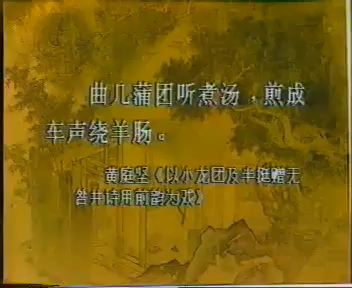 曲几蒲团听煮汤，煎成
车声绕羊肠。
黄庭坚《以小龙团及半挺赠无
咎并诗用前韵为戏》